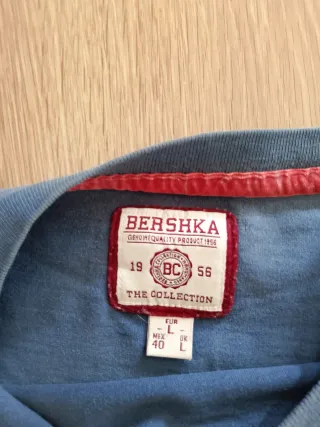 BERSHKA
GENUINE QUALITY PRODUCT 1956
19 BC 56
THE COLLECTION
EUR
- L -
MEX UK
40 L